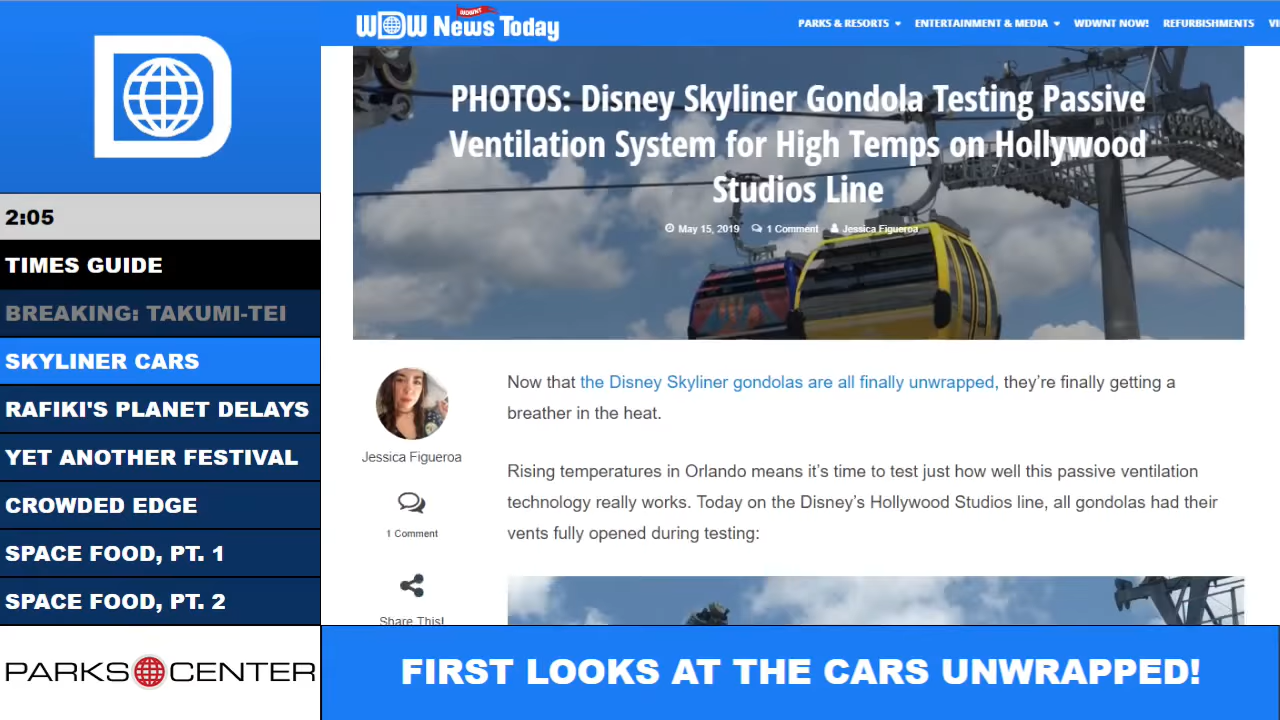 2:05
TIMES GUIDE
BREAKING: TAKUMI-TEI
SKYLINER CARS
RAFIKI'S PLANET DELAYS
YET ANOTHER FESTIVAL
CROWDED EDGE
SPACE FOOD, PT. 1
SPACE FOOD, PT. 2
PARKS CENTER
WDWNT
WDW News Today
PARKS & RESORTS ENTERTAINMENT & MEDIA WDWNT NOW! REFURBISHMENTS VI
PHOTOS: Disney Skyliner Gondola Testing Passive
Ventilation System for High Temps on Hollywood
Studios Line
May 15, 2019 1 Comment Jessica Figueroa
Jessica Figueroa
1 Comment
Share This!
Now that the Disney Skyliner gondolas are all finally unwrapped, they’re finally getting a
breather in the heat.
Rising temperatures in Orlando means it’s time to test just how well this passive ventilation
technology really works. Today on the Disney’s Hollywood Studios line, all gondolas had their
vents fully opened during testing:
FIRST LOOKS AT THE CARS UNWRAPPED!